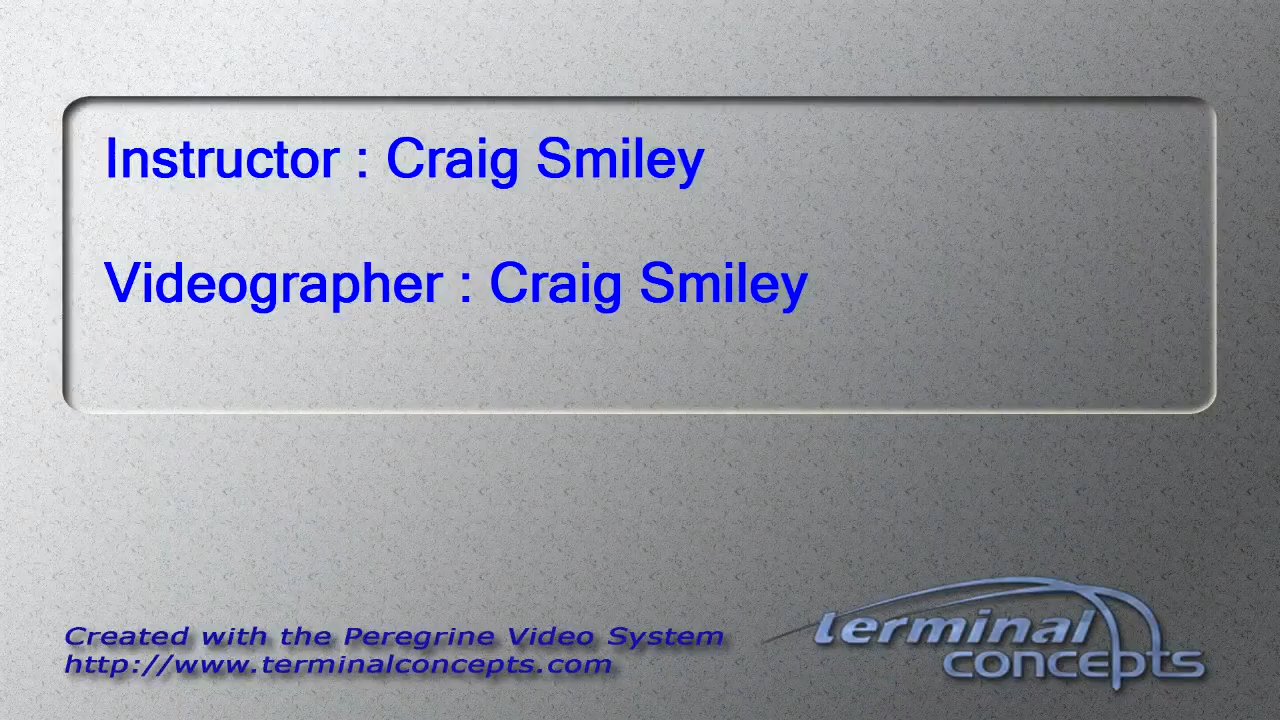 Instructor : Craig Smiley
Videographer : Craig Smiley
Created with the Peregrine Video System
http://www.terminalconcepts.com
terminal
concepts